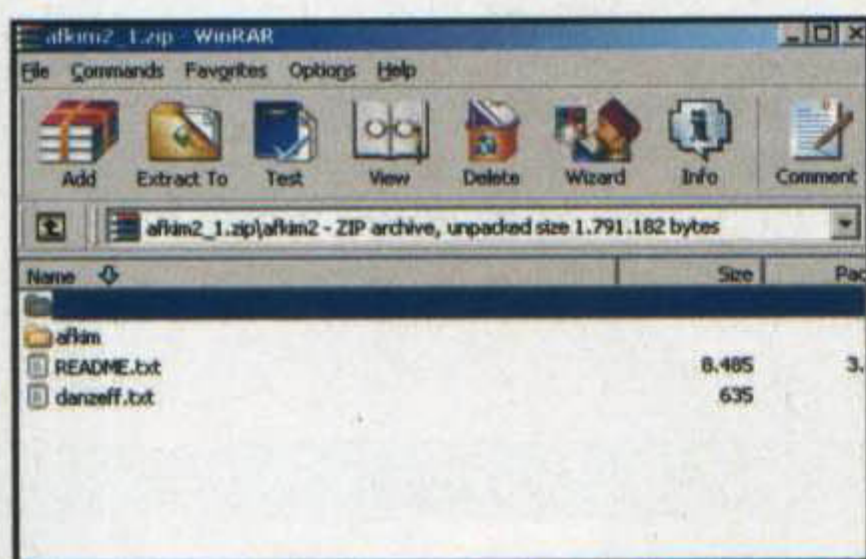 afkim2_1.zip - WinRAR
File Commands Favorites Options Help
Add Extract To Test View Delete Wizard Info Comment
afkim2_1.zip\afkim2 - ZIP archive, unpacked size 1.791.182 bytes
Name Size Pac
afkim
README.txt 8.485 3.
danzeff.txt 635